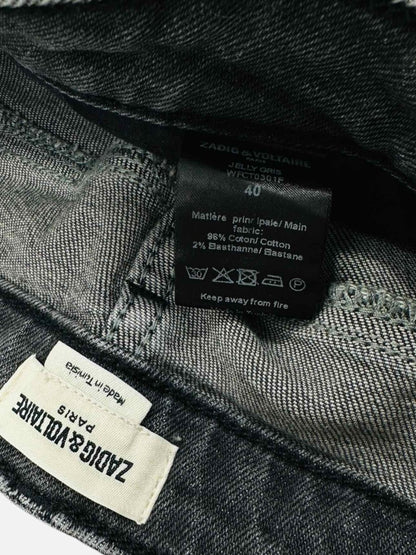 ZADIG & VOLTAIRE
PARIS
JELLY GRIS
40
Matière principale/ Main
fabric:
98% Coton/ Cotton
2% Elasthanne/ Elastane
Keep away from fire
Made in Tunisia
ZADIG & VOLTAIRE
PARIS